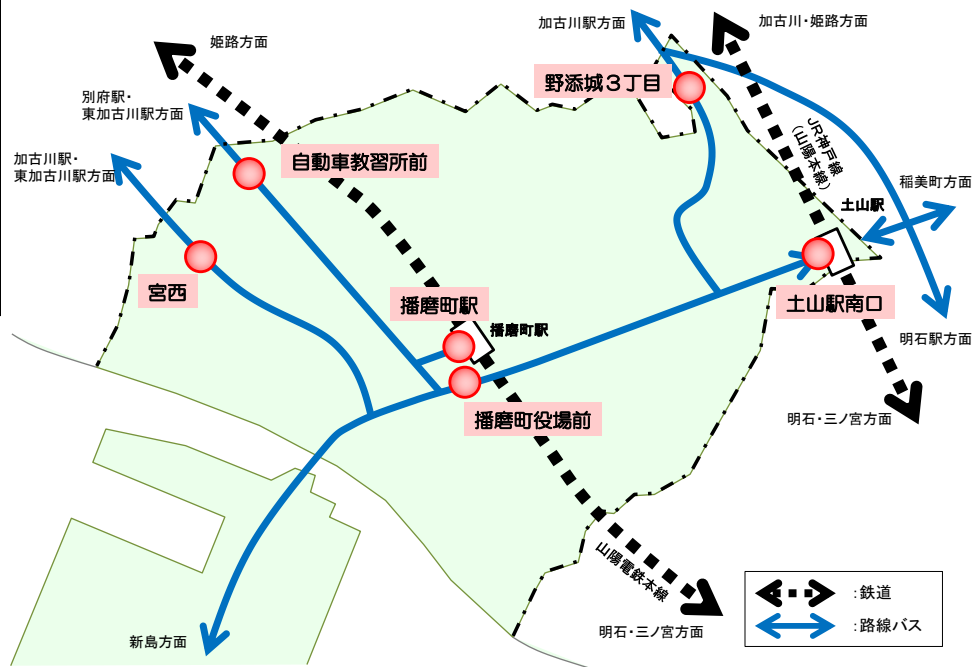 加古川駅方面
加古川・姫路方面
姫路方面
野添城３丁目
別府駅・
東加古川駅方面
JR神戸線
（山陽本線）
自動車教習所前
加古川駅・
東加古川駅方面
稲美町方面
土山駅
宮西
播磨町駅
土山駅南口
播磨町駅
明石駅方面
播磨町役場前
明石・三ノ宮方面
山陽電鉄本線
：鉄道
：路線バス
新島方面
明石・三ノ宮方面